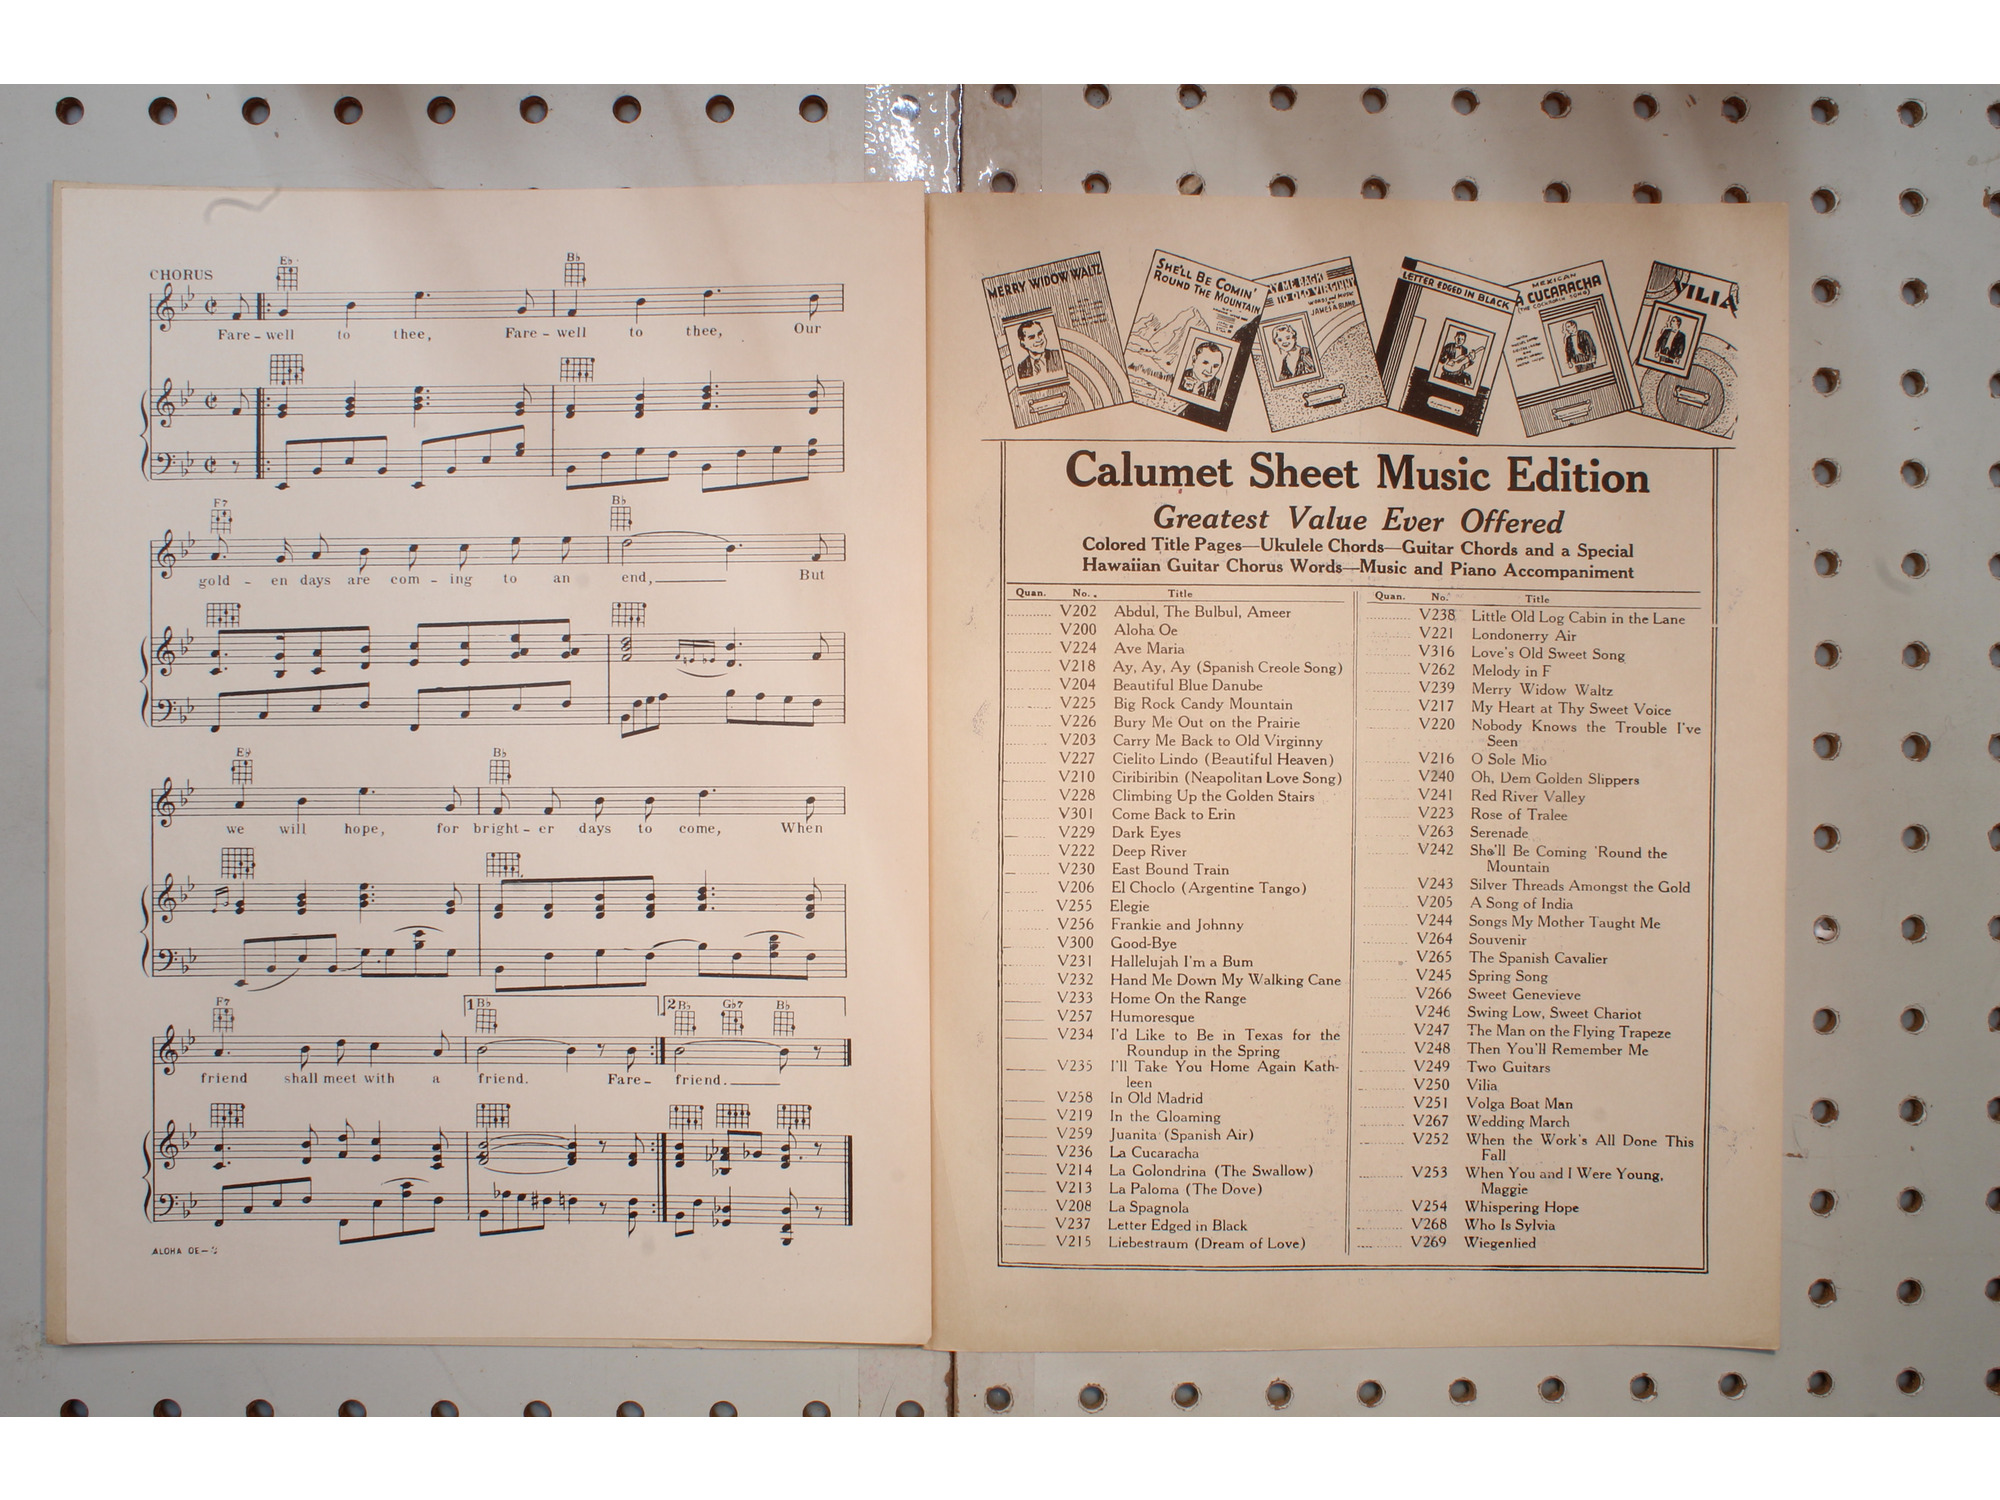 CHORUS
E♭ B♭
Fare-well to thee, Fare-well to thee, Our
F7 B♭
gold-en days are com-ing to an end, But
E♭ B♭
we will hope, for bright-er days to come, When
F7 1 B♭ 2 B♭ G♭7 B♭
friend shall meet with a friend. Fare- friend.
ALOHA OE-
MERRY WIDOW WALTZ
SHE'LL BE COMIN'
ROUND THE MOUNTAIN
RY ME BACK
TO OLD VIRGINNY
WORDS and MUSIC
BY
JAMES A. BLAND
LETTER EDGED IN BLACK
MEXICAN
A CUCARACHA
(THE COCKROACH SONG)
VILIA
Calumet Sheet Music Edition
Greatest Value Ever Offered
Colored Title Pages—Ukulele Chords—Guitar Chords and a Special
Hawaiian Guitar Chorus Words—Music and Piano Accompaniment
Quan. No. Title
V202 Abdul, The Bulbul, Ameer
V200 Aloha Oe
V224 Ave Maria
V218 Ay, Ay, Ay (Spanish Creole Song)
V204 Beautiful Blue Danube
V225 Big Rock Candy Mountain
V226 Bury Me Out on the Prairie
V203 Carry Me Back to Old Virginny
V227 Cielito Lindo (Beautiful Heaven)
V210 Ciribiribin (Neapolitan Love Song)
V228 Climbing Up the Golden Stairs
V301 Come Back to Erin
V229 Dark Eyes
V222 Deep River
V230 East Bound Train
V206 El Choclo (Argentine Tango)
V255 Elegie
V256 Frankie and Johnny
V300 Good-Bye
V231 Hallelujah I'm a Bum
V232 Hand Me Down My Walking Cane
V233 Home On the Range
V257 Humoresque
V234 I'd Like to Be in Texas for the
Roundup in the Spring
V235 I'll Take You Home Again Kath-
leen
V258 In Old Madrid
V219 In the Gloaming
V259 Juanita (Spanish Air)
V236 La Cucaracha
V214 La Golondrina (The Swallow)
V213 La Paloma (The Dove)
V208 La Spagnola
V237 Letter Edged in Black
V215 Liebestraum (Dream of Love)
Quan. No. Title
V238 Little Old Log Cabin in the Lane
V221 Londonerry Air
V316 Love's Old Sweet Song
V262 Melody in F
V239 Merry Widow Waltz
V217 My Heart at Thy Sweet Voice
V220 Nobody Knows the Trouble I've
Seen
V216 O Sole Mio
V240 Oh, Dem Golden Slippers
V241 Red River Valley
V223 Rose of Tralee
V263 Serenade
V242 She'll Be Coming 'Round the
Mountain
V243 Silver Threads Amongst the Gold
V205 A Song of India
V244 Songs My Mother Taught Me
V264 Souvenir
V265 The Spanish Cavalier
V245 Spring Song
V266 Sweet Genevieve
V246 Swing Low, Sweet Chariot
V247 The Man on the Flying Trapeze
V248 Then You'll Remember Me
V249 Two Guitars
V250 Vilia
V251 Volga Boat Man
V267 Wedding March
V252 When the Work's All Done This
Fall
V253 When You and I Were Young,
Maggie
V254 Whispering Hope
V268 Who Is Sylvia
V269 Wiegenlied